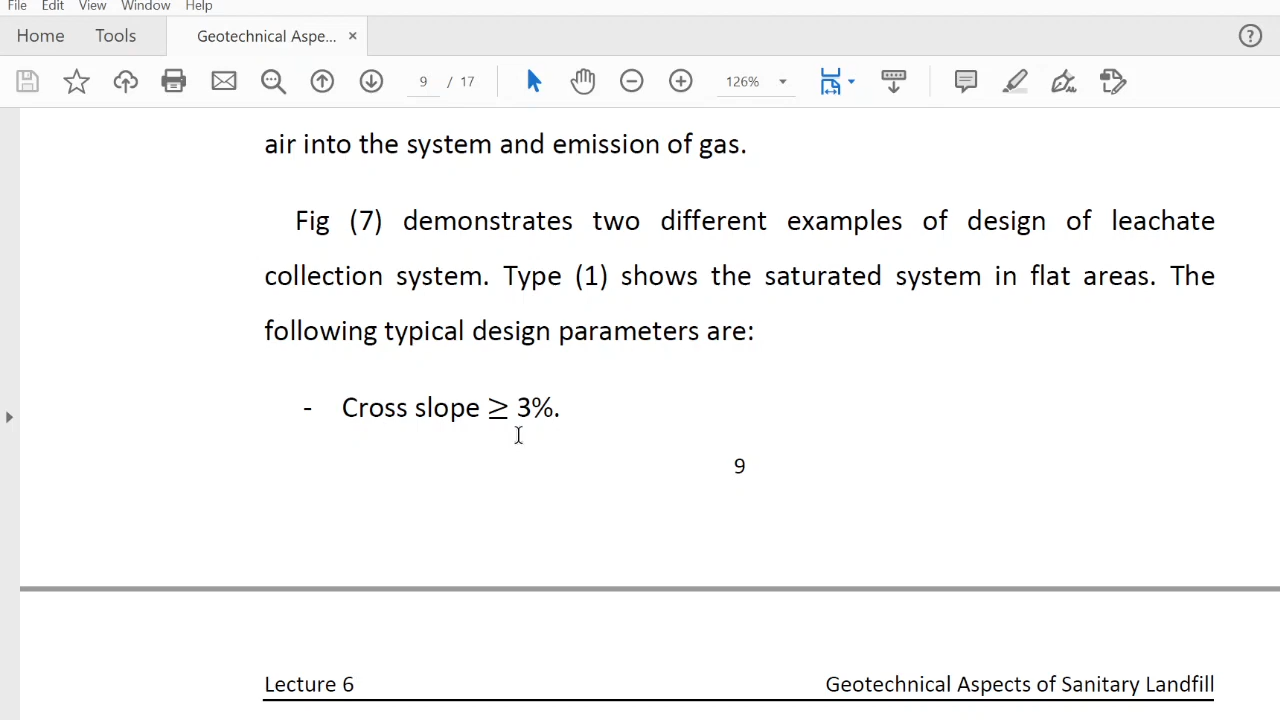 File Edit View Window Help
Home Tools Geotechnical Aspe... ×
9 / 17 126%
air into the system and emission of gas.
Fig (7) demonstrates two different examples of design of leachate
collection system. Type (1) shows the saturated system in flat areas. The
following typical design parameters are:
- Cross slope ≥ 3%.
9
Lecture 6 Geotechnical Aspects of Sanitary Landfill